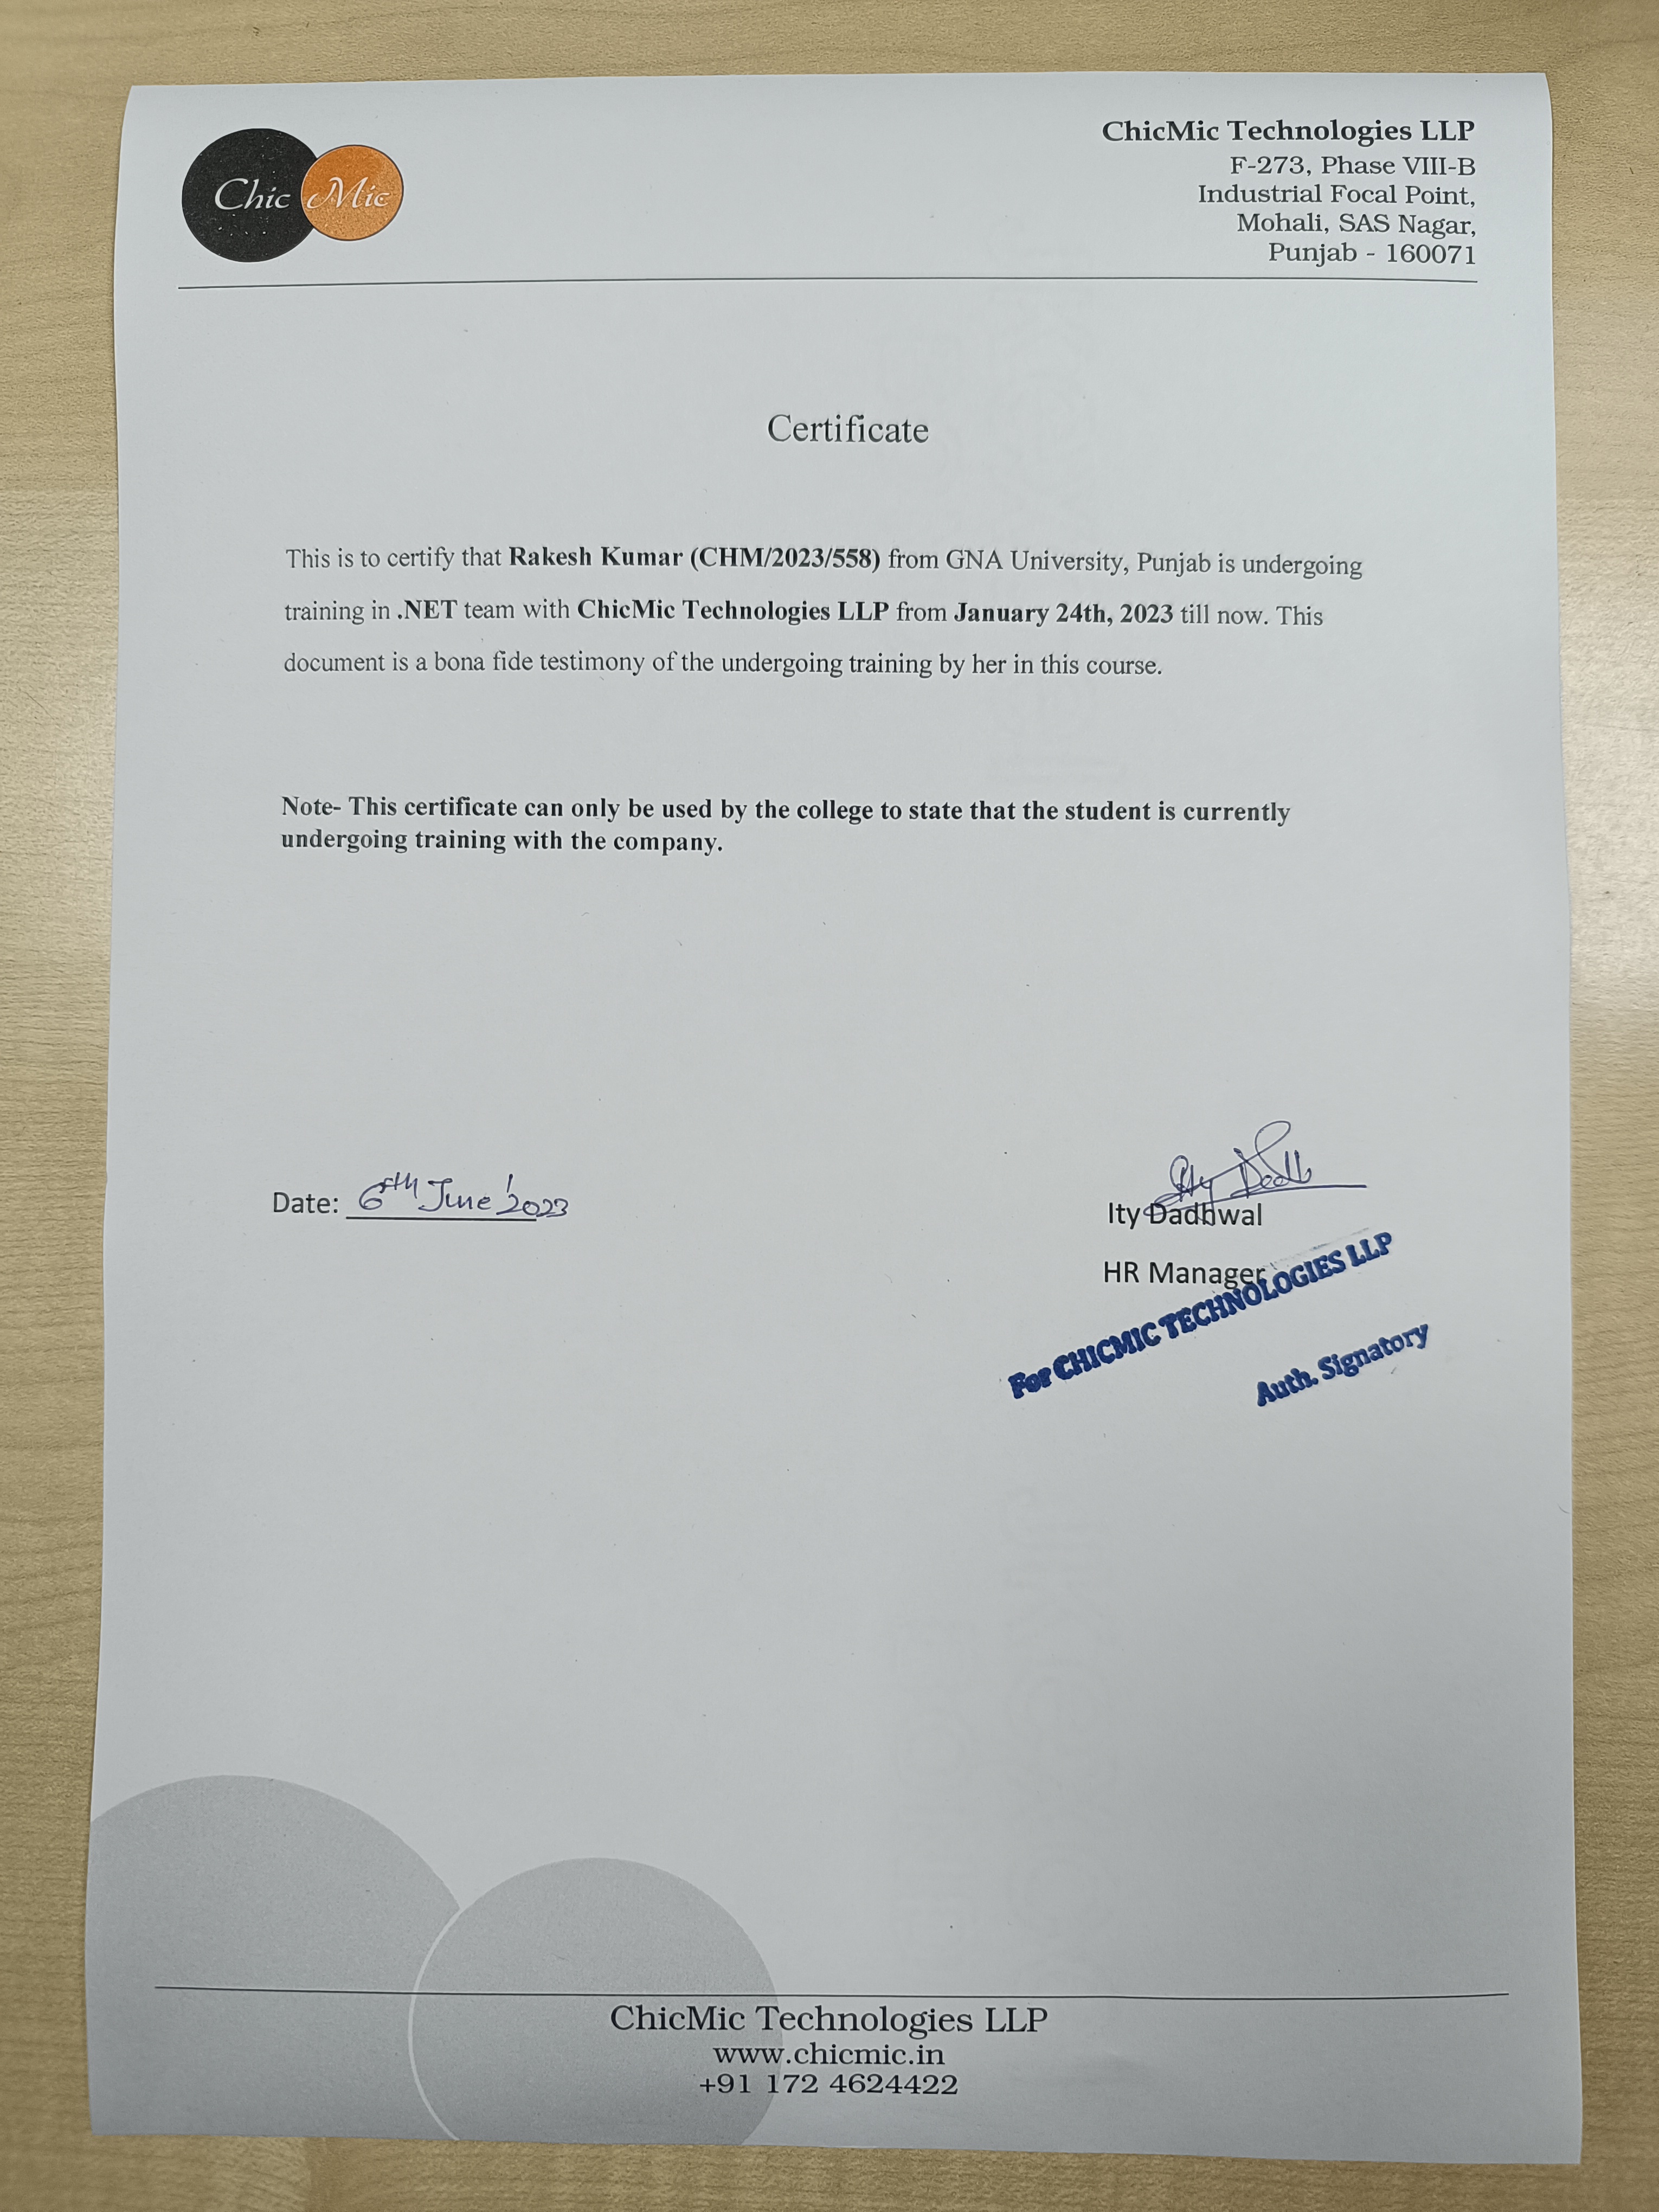 Chic Mic
ChicMic Technologies LLP
F-273, Phase VIII-B
Industrial Focal Point,
Mohali, SAS Nagar,
Punjab - 160071
Certificate
This is to certify that Rakesh Kumar (CHM/2023/558) from GNA University, Punjab is undergoing
training in .NET team with ChicMic Technologies LLP from January 24th, 2023 till now. This
document is a bona fide testimony of the undergoing training by her in this course.
Note- This certificate can only be used by the college to state that the student is currently
undergoing training with the company.
Date: 6th June '2023
Ity Dadhwal
HR Manager
For CHICMIC TECHNOLOGIES LLP
Auth. Signatory
ChicMic Technologies LLP
www.chicmic.in
+91 172 4624422